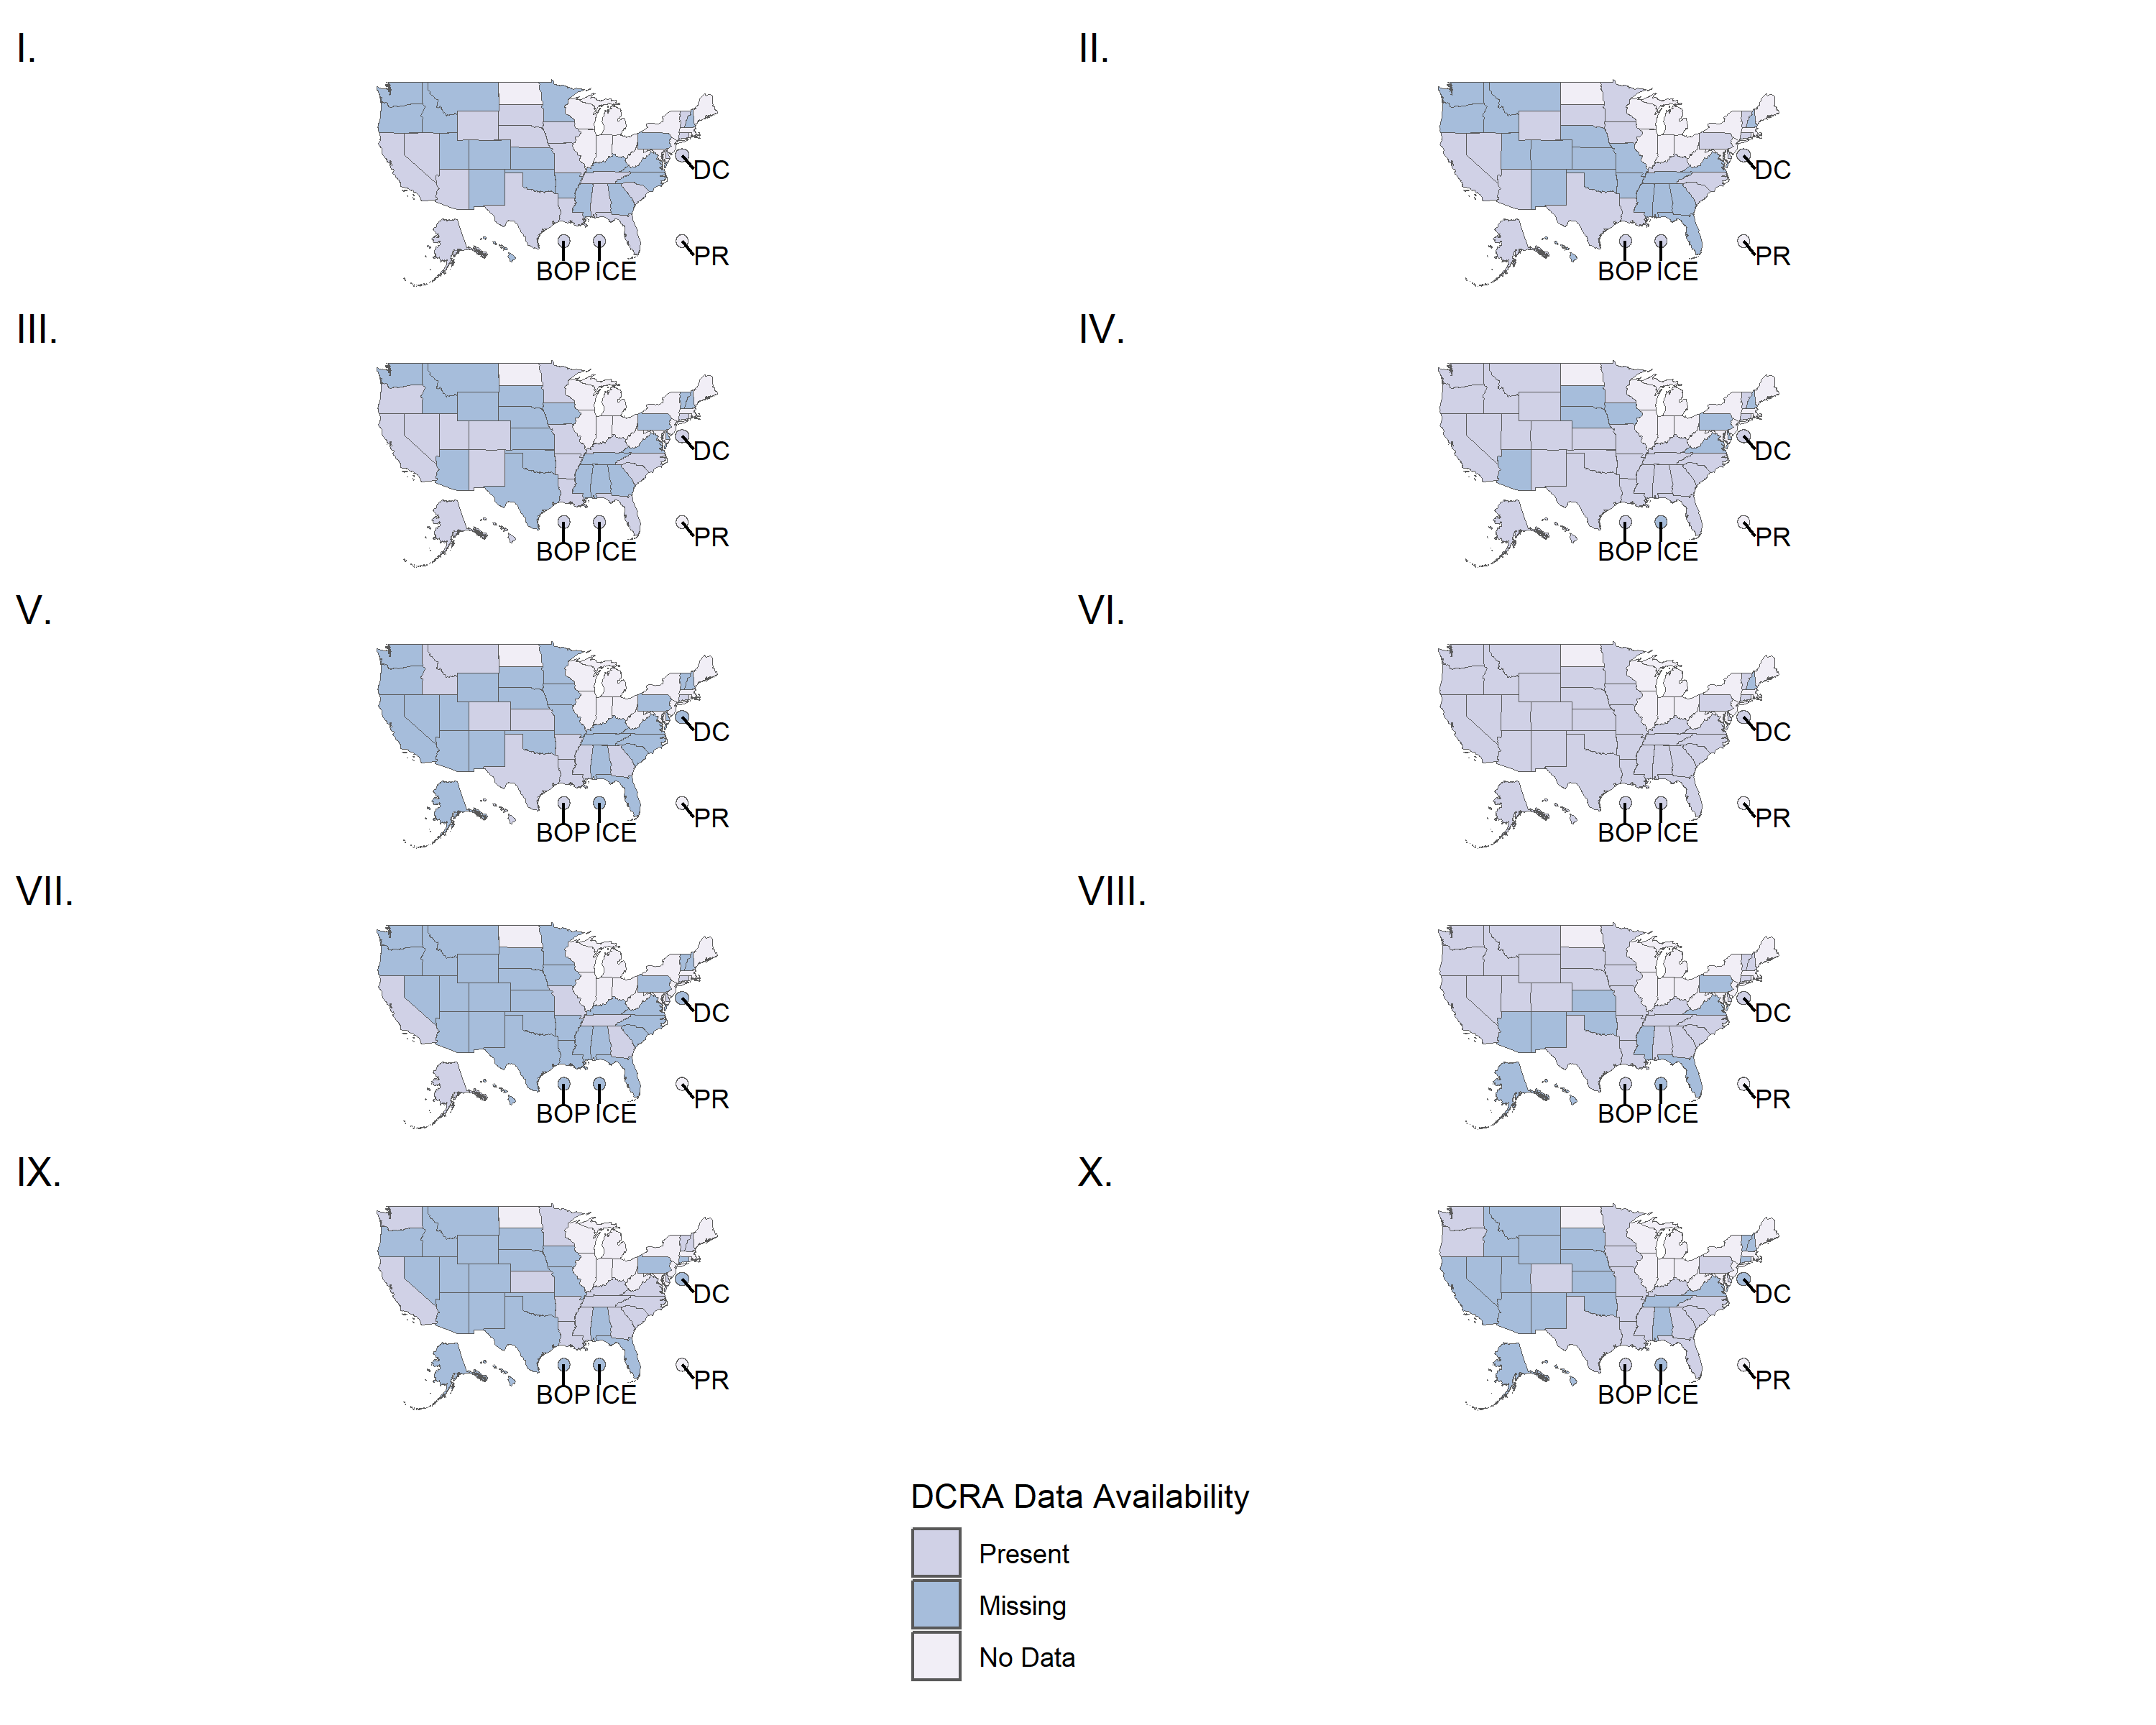 I.
II.
DC
DC
BOP ICE
PR
BOP ICE
PR
III.
IV.
DC
DC
BOP ICE
PR
BOP ICE
PR
V.
VI.
DC
DC
BOP ICE
PR
BOP ICE
PR
VII.
VIII.
DC
DC
BOP ICE
PR
BOP ICE
PR
IX.
X.
DC
DC
BOP ICE
PR
BOP ICE
PR
DCRA Data Availability
Present
Missing
No Data